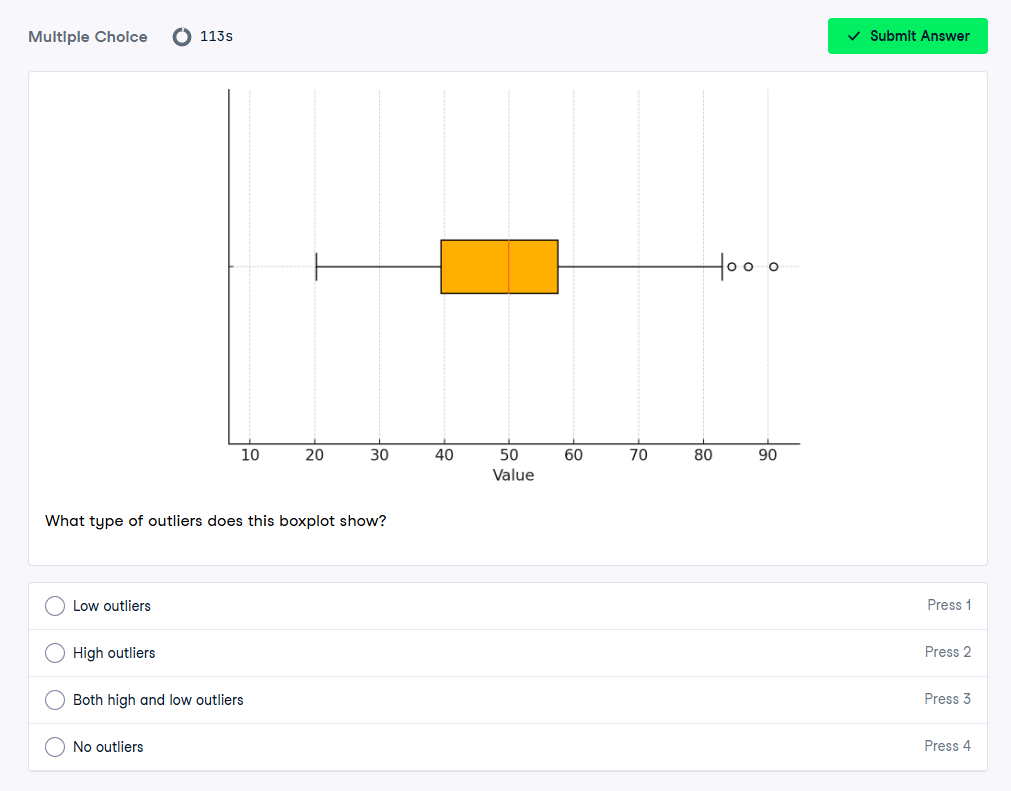 Multiple Choice 113s Submit Answer
10 20 30 40 50 60 70 80 90
Value
What type of outliers does this boxplot show?
Low outliers Press 1
High outliers Press 2
Both high and low outliers Press 3
No outliers Press 4